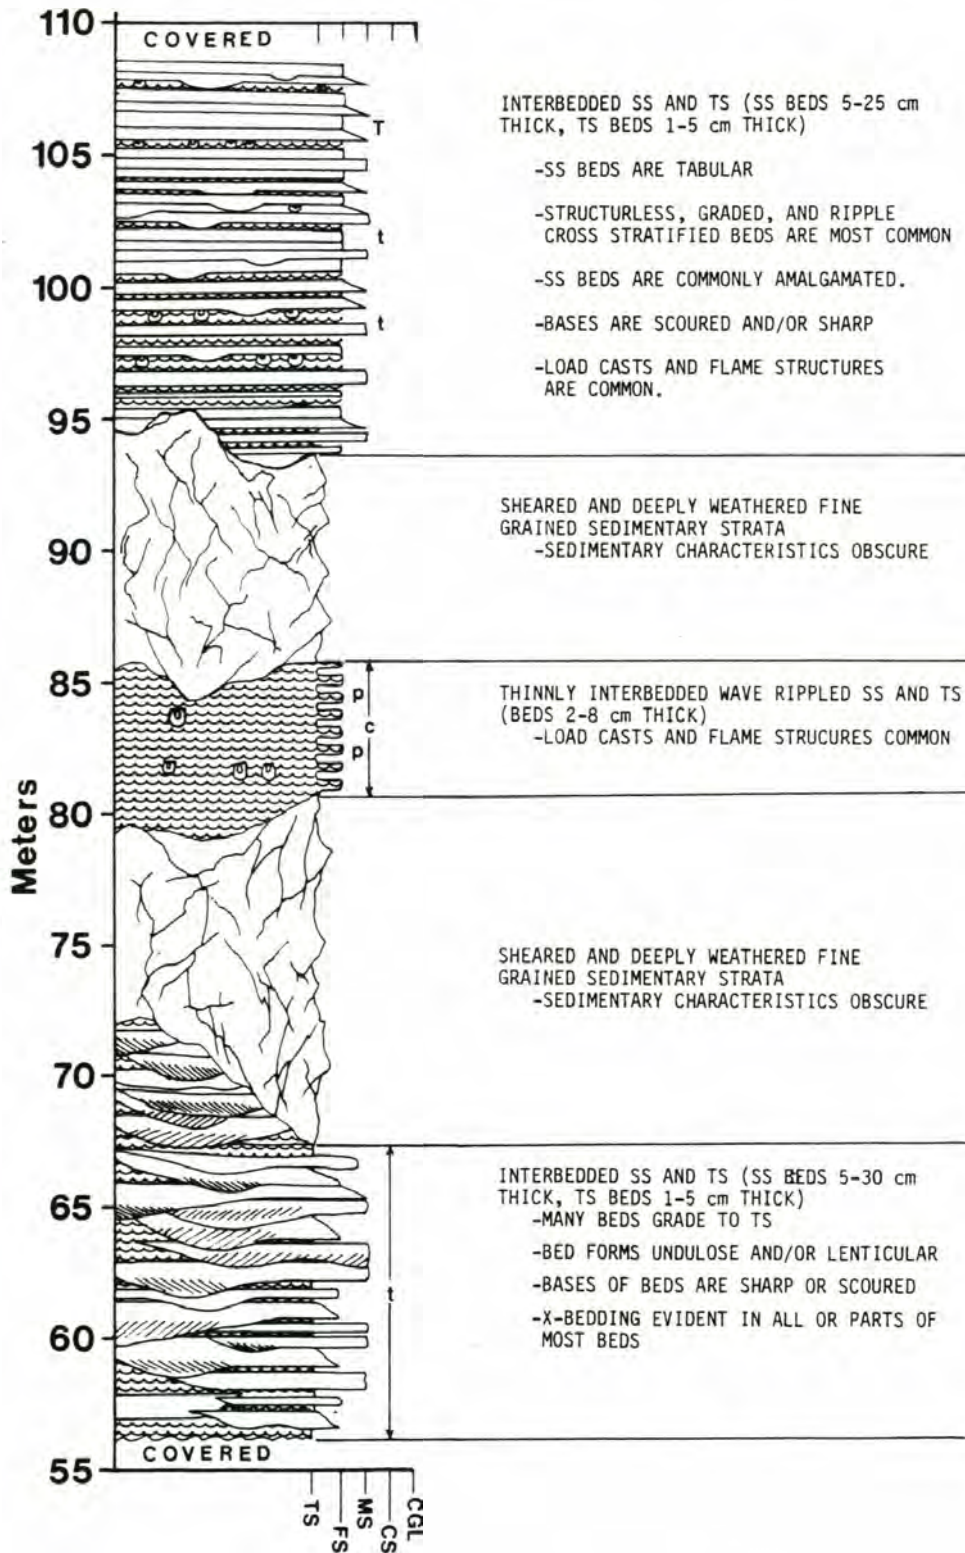 110
COVERED
INTERBEDDED SS AND TS (SS BEDS 5-25 cm
THICK, TS BEDS 1-5 cm THICK)
T
105
-SS BEDS ARE TABULAR
-STRUCTURLESS, GRADED, AND RIPPLE
CROSS STRATIFIED BEDS ARE MOST COMMON
t
100
-SS BEDS ARE COMMONLY AMALGAMATED.
t
-BASES ARE SCOURED AND/OR SHARP
-LOAD CASTS AND FLAME STRUCTURES
ARE COMMON.
95
SHEARED AND DEEPLY WEATHERED FINE
GRAINED SEDIMENTARY STRATA
-SEDIMENTARY CHARACTERISTICS OBSCURE
90
85
p
c
p
THINNLY INTERBEDDED WAVE RIPPLED SS AND TS
(BEDS 2-8 cm THICK)
-LOAD CASTS AND FLAME STRUCURES COMMON
80
Meters
75
SHEARED AND DEEPLY WEATHERED FINE
GRAINED SEDIMENTARY STRATA
-SEDIMENTARY CHARACTERISTICS OBSCURE
70
INTERBEDDED SS AND TS (SS BEDS 5-30 cm
THICK, TS BEDS 1-5 cm THICK)
-MANY BEDS GRADE TO TS
65
-BED FORMS UNDULOSE AND/OR LENTICULAR
t
-BASES OF BEDS ARE SHARP OR SCOURED
-X-BEDDING EVIDENT IN ALL OR PARTS OF
MOST BEDS
60
COVERED
55
TS
FS
MS
CS
CGL